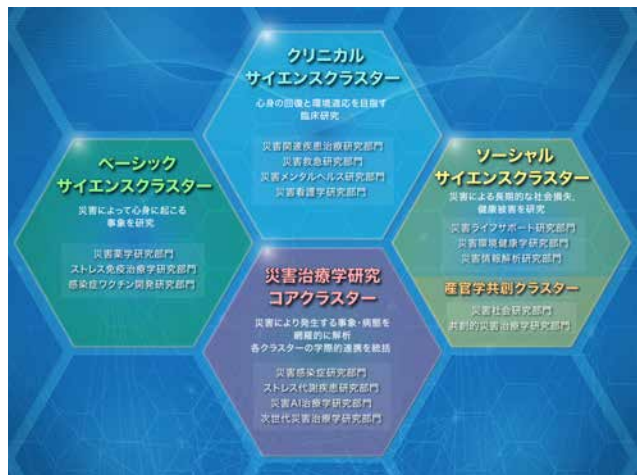 クリニカル
サイエンスクラスター
心身の回復と環境適応を目指す
臨床研究
災害関連疾患治療研究部門
災害救急研究部門
災害メンタルヘルス研究部門
災害看護学研究部門
ベーシック
サイエンスクラスター
災害によって心身に起こる
事象を研究
災害薬学研究部門
ストレス免疫治療学研究部門
感染症ワクチン開発研究部門
ソーシャル
サイエンスクラスター
災害による長期的な社会損失、
健康被害を研究
災害ライフサポート研究部門
災害環境健康学研究部門
災害情報解析研究部門
産官学共創クラスター
災害社会研究部門
共創的災害治療学研究部門
災害治療学研究
コアクラスター
災害により発生する事象・病態を
網羅的に解析
各クラスターの学際的連携を統括
災害感染症研究部門
ストレス代謝疾患研究部門
災害AI治療学研究部門
次世代災害治療学研究部門